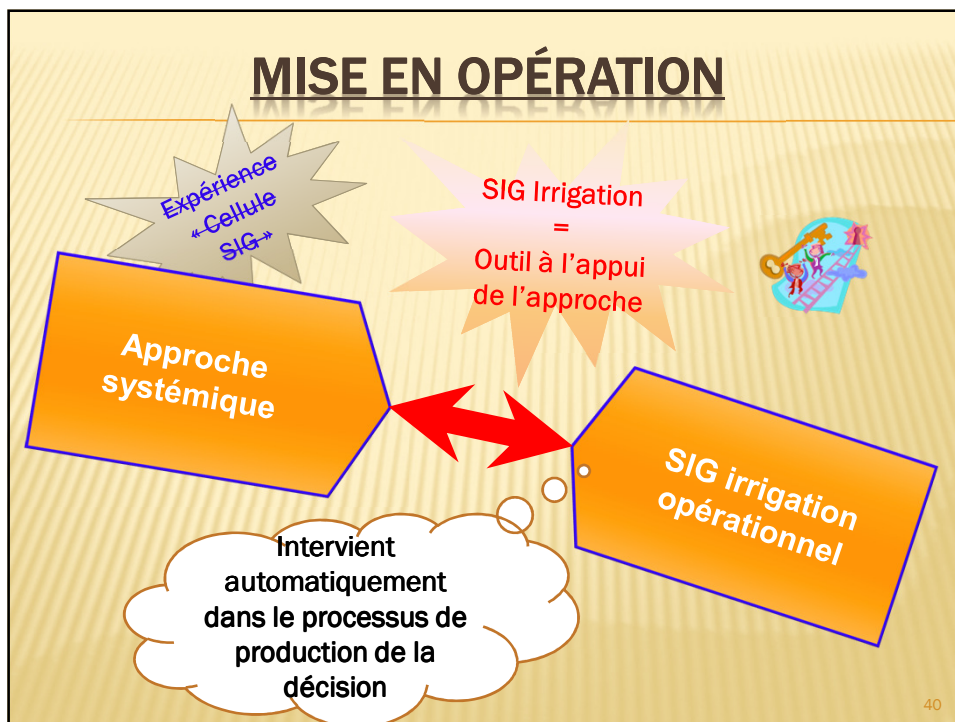 MISE EN OPÉRATION
Expérience
« Cellule
SIG »
SIG Irrigation
=
Outil à l’appui
de l’approche
Approche
systémique
SIG irrigation
opérationnel
Intervient
automatiquement
dans le processus de
production de la
décision
40